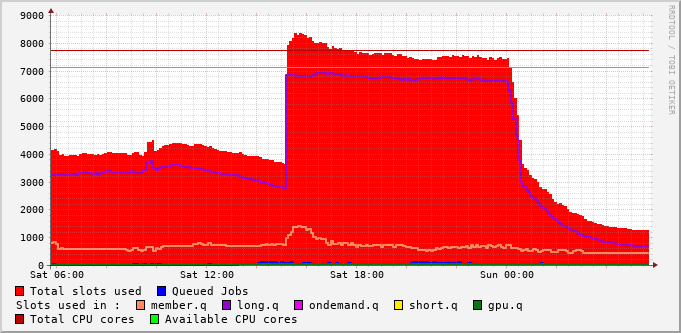 9000
8000
7000
6000
5000
4000
3000
2000
1000
0
Sat 06:00 Sat 12:00 Sat 18:00 Sun 00:00
RRDTOOL / TOBI OETIKER
Total slots used Queued Jobs
Slots used in : member.q long.q ondemand.q short.q gpu.q
Total CPU cores Available CPU cores